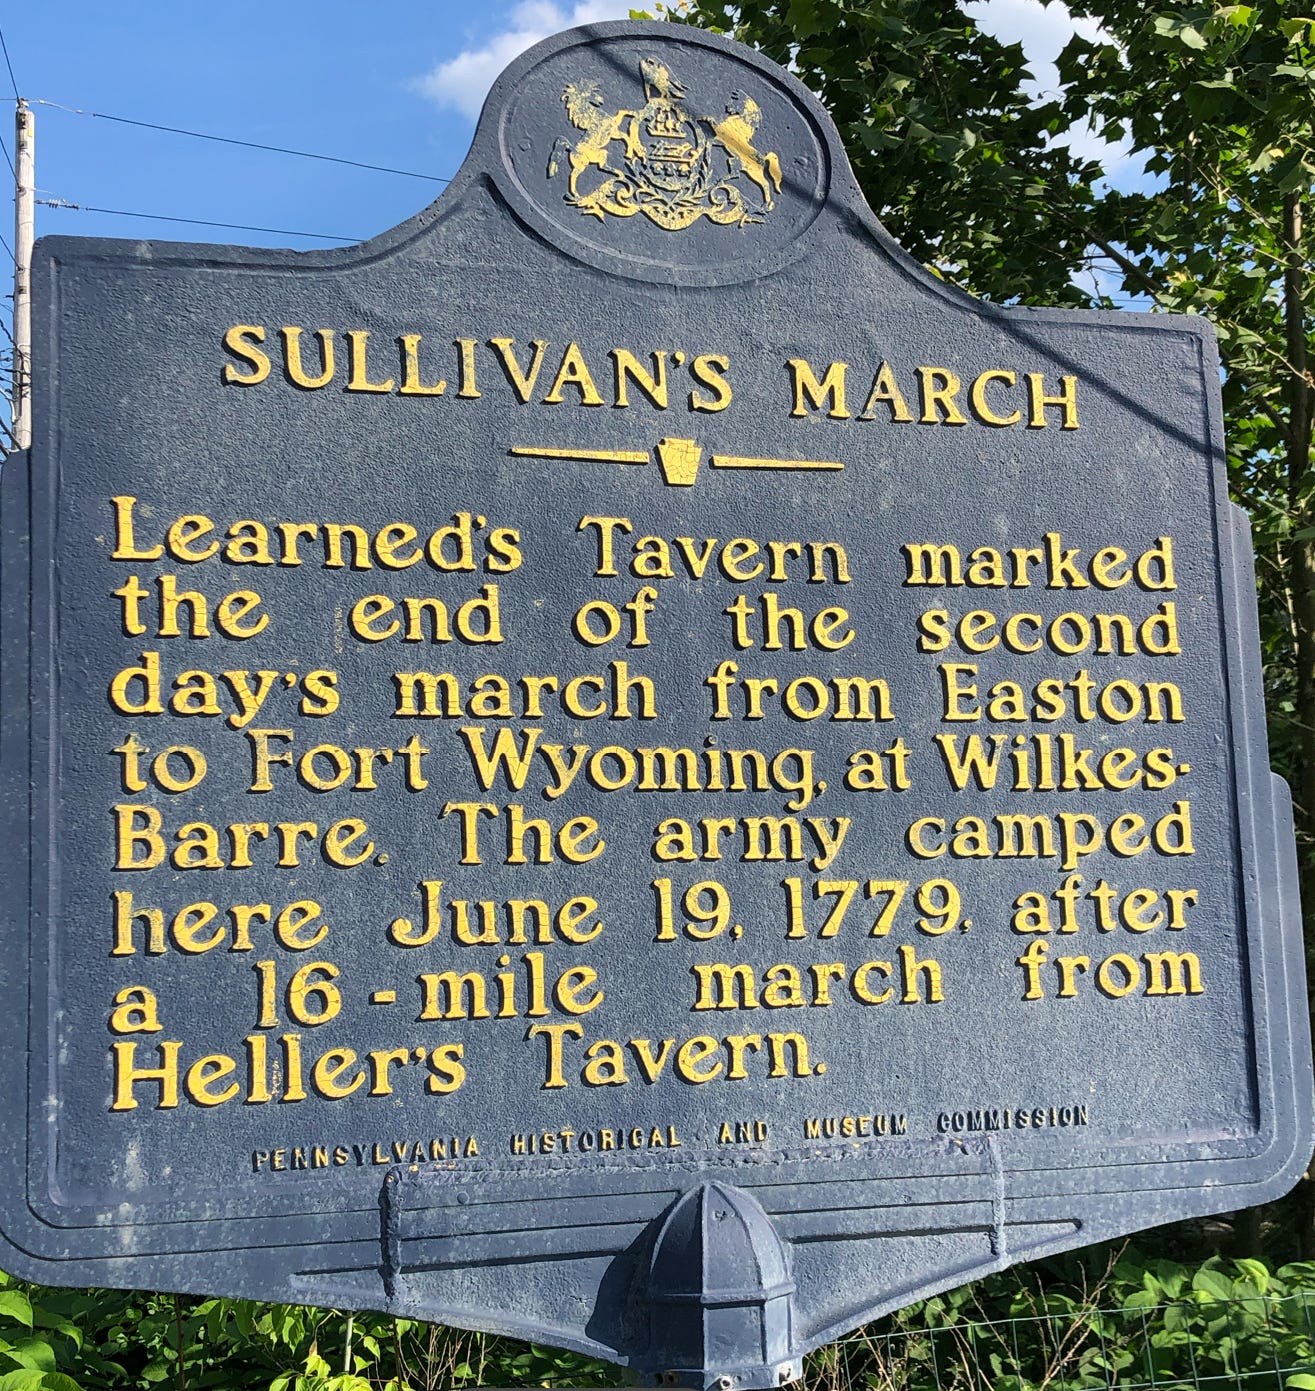 SULLIVAN'S MARCH
Learned's Tavern marked
the end of the second
day's march from Easton
to Fort Wyoming, at Wilkes-
Barre. The army camped
here June 19, 1779, after
a 16-mile march from
Heller's Tavern.
PENNSYLVANIA HISTORICAL AND MUSEUM COMMISSION